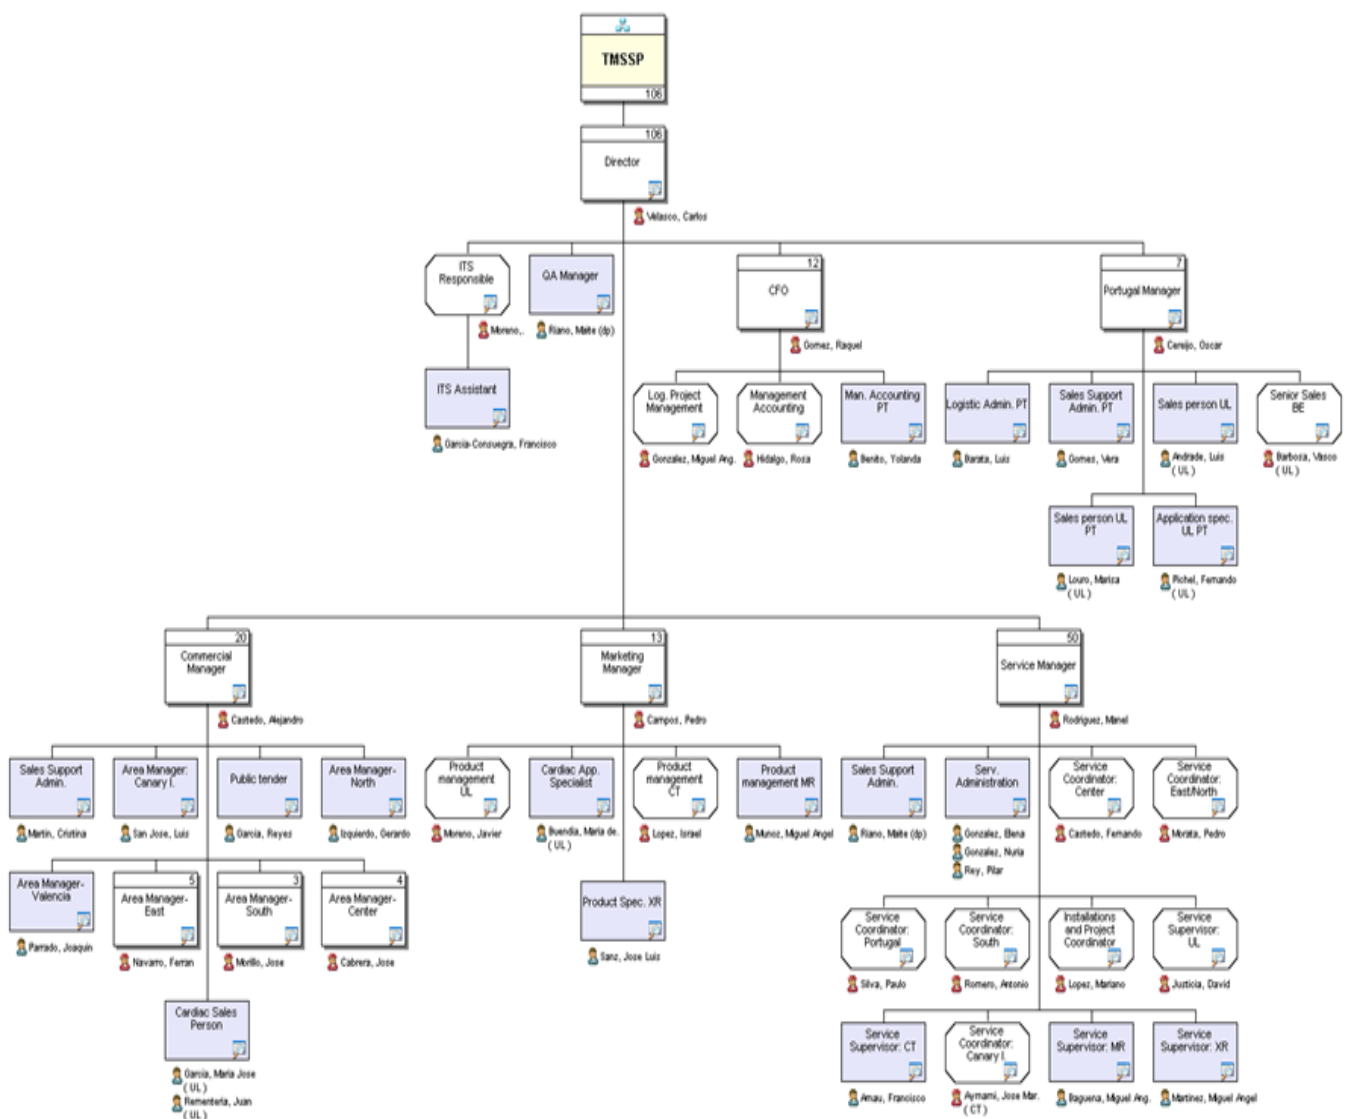 TMSSP
106
106
Director
Velasco, Carlos
ITS
Responsible
Moreno,.
QA Manager
Riano, Maite (dp)
12
CFO
Gomez, Raquel
7
Portugal Manager
Cereijo, Oscar
ITS Assistant
Garcia-Consuegra, Francisco
Log. Project
Management
Gonzalez, Miguel Ang.
Management
Accounting
Hidalgo, Rosa
Man. Accounting
PT
Benito, Yolanda
Logistic Admin. PT
Barata, Luis
Sales Support
Admin. PT
Gomes, Vera
Sales person UL
Andrade, Luis
( UL )
Senior Sales
BE
Barbosa, Vasco
( UL )
Sales person UL
PT
Louro, Marisa
( UL )
Application spec.
UL PT
Pichel, Fernando
( UL )
20
Commercial
Manager
Castedo, Alejandro
13
Marketing
Manager
Campos, Pedro
50
Service Manager
Rodriguez, Manel
Sales Support
Admin.
Martin, Cristina
Area Manager:
Canary I.
San Jose, Luis
Public tender
Garcia, Reyes
Area Manager-
North
Izquierdo, Gerardo
Product
management
UL
Moreno, Javier
Cardiac App.
Specialist
Buendia, Maria de.
( UL )
Product
management
CT
Lopez, Israel
Product
management MR
Munoz, Miguel Angel
Sales Support
Admin.
Riano, Maite (dp)
Serv.
Administration
Gonzalez, Elena
Gonzalez, Nuria
Rey, Pilar
Service
Coordinator:
Center
Castedo, Fernando
Service
Coordinator:
East/North
Morata, Pedro
Area Manager-
Valencia
Parrado, Joaquin
5
Area Manager-
East
Navarro, Ferran
3
Area Manager-
South
Morillo, Jose
4
Area Manager-
Center
Cabrera, Jose
Product Spec. XR
Sanz, Jose Luis
Service
Coordinator:
Portugal
Silva, Paulo
Service
Coordinator:
South
Romero, Antonio
Installations
and Project
Coordinator
Lopez, Mariano
Service
Supervisor:
UL
Justicia, David
Cardiac Sales
Person
Garcia, Maria Jose
( UL )
Rementeria, Juan
( UL )
Service
Supervisor: CT
Arnau, Francisco
Service
Coordinator:
Canary I.
Aymami, Jose Mar.
( CT )
Service
Supervisor: MR
Baguena, Miguel Ang.
Service
Supervisor: XR
Martinez, Miguel Angel